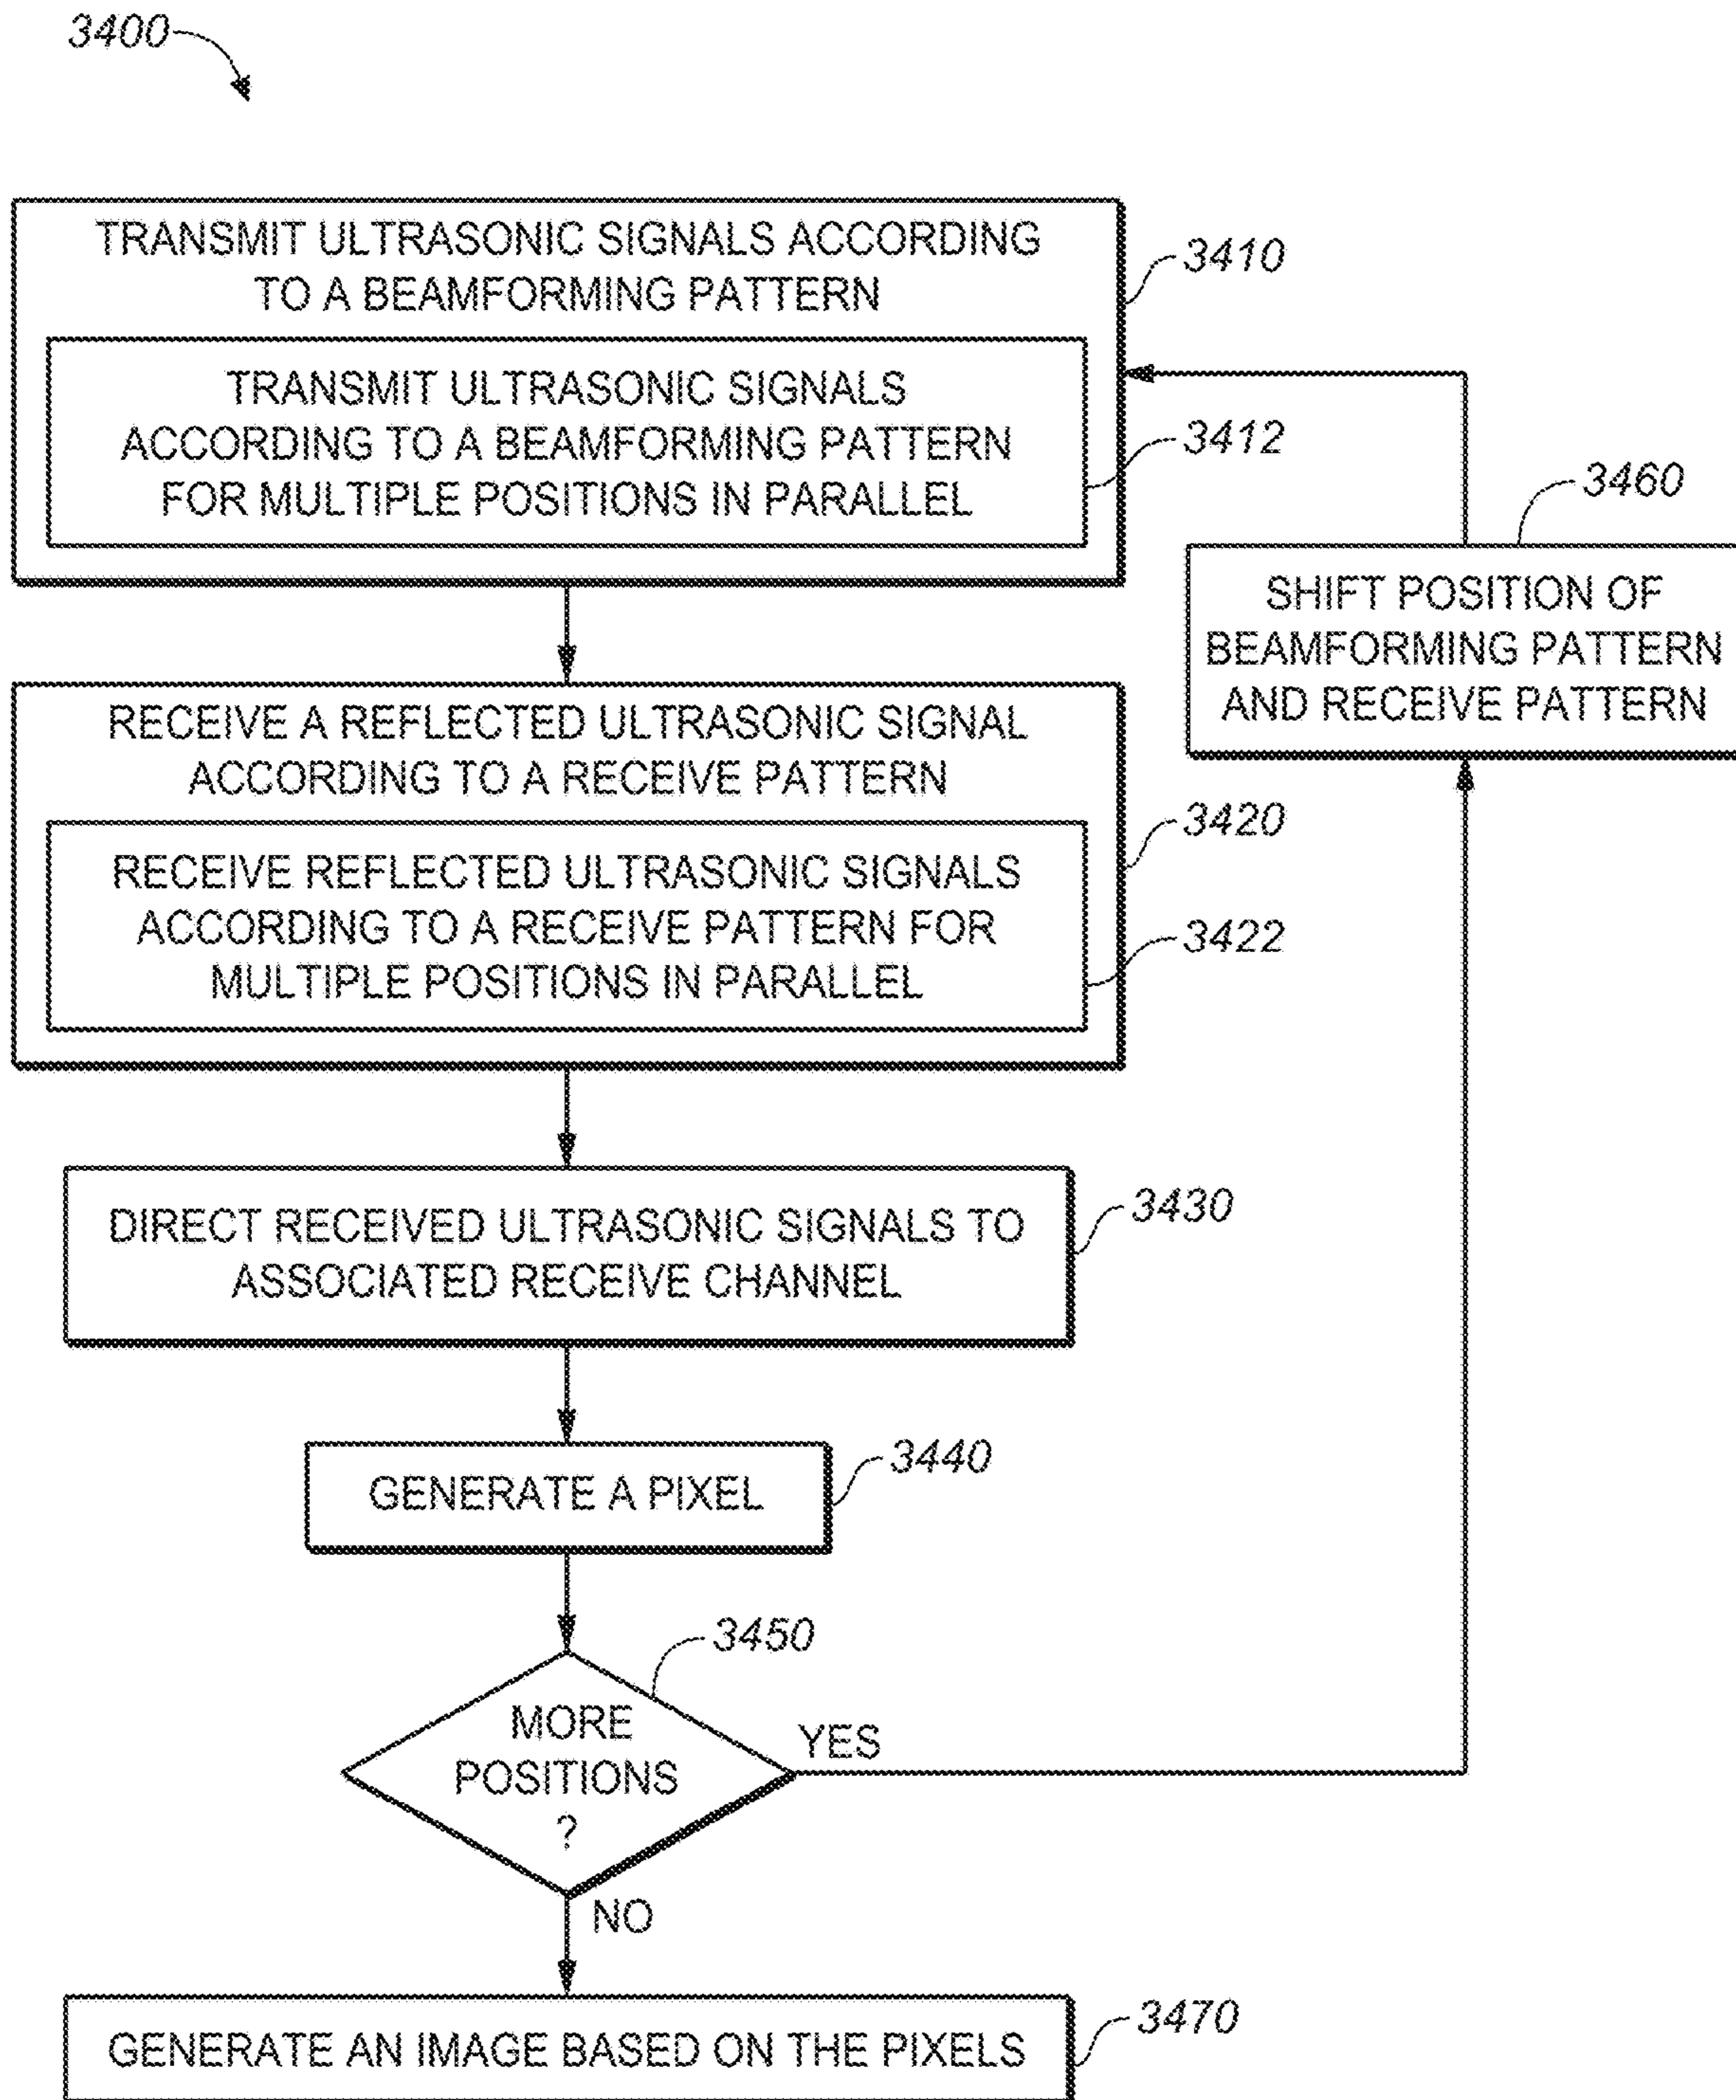 3400
TRANSMIT ULTRASONIC SIGNALS ACCORDING
TO A BEAMFORMING PATTERN
3410
TRANSMIT ULTRASONIC SIGNALS
ACCORDING TO A BEAMFORMING PATTERN
FOR MULTIPLE POSITIONS IN PARALLEL
3412
3460
SHIFT POSITION OF
BEAMFORMING PATTERN
AND RECEIVE PATTERN
RECEIVE A REFLECTED ULTRASONIC SIGNAL
ACCORDING TO A RECEIVE PATTERN
3420
RECEIVE REFLECTED ULTRASONIC SIGNALS
ACCORDING TO A RECEIVE PATTERN FOR
MULTIPLE POSITIONS IN PARALLEL
3422
DIRECT RECEIVED ULTRASONIC SIGNALS TO
ASSOCIATED RECEIVE CHANNEL
3430
GENERATE A PIXEL
3440
3450
MORE
POSITIONS
?
YES
NO
GENERATE AN IMAGE BASED ON THE PIXELS
3470